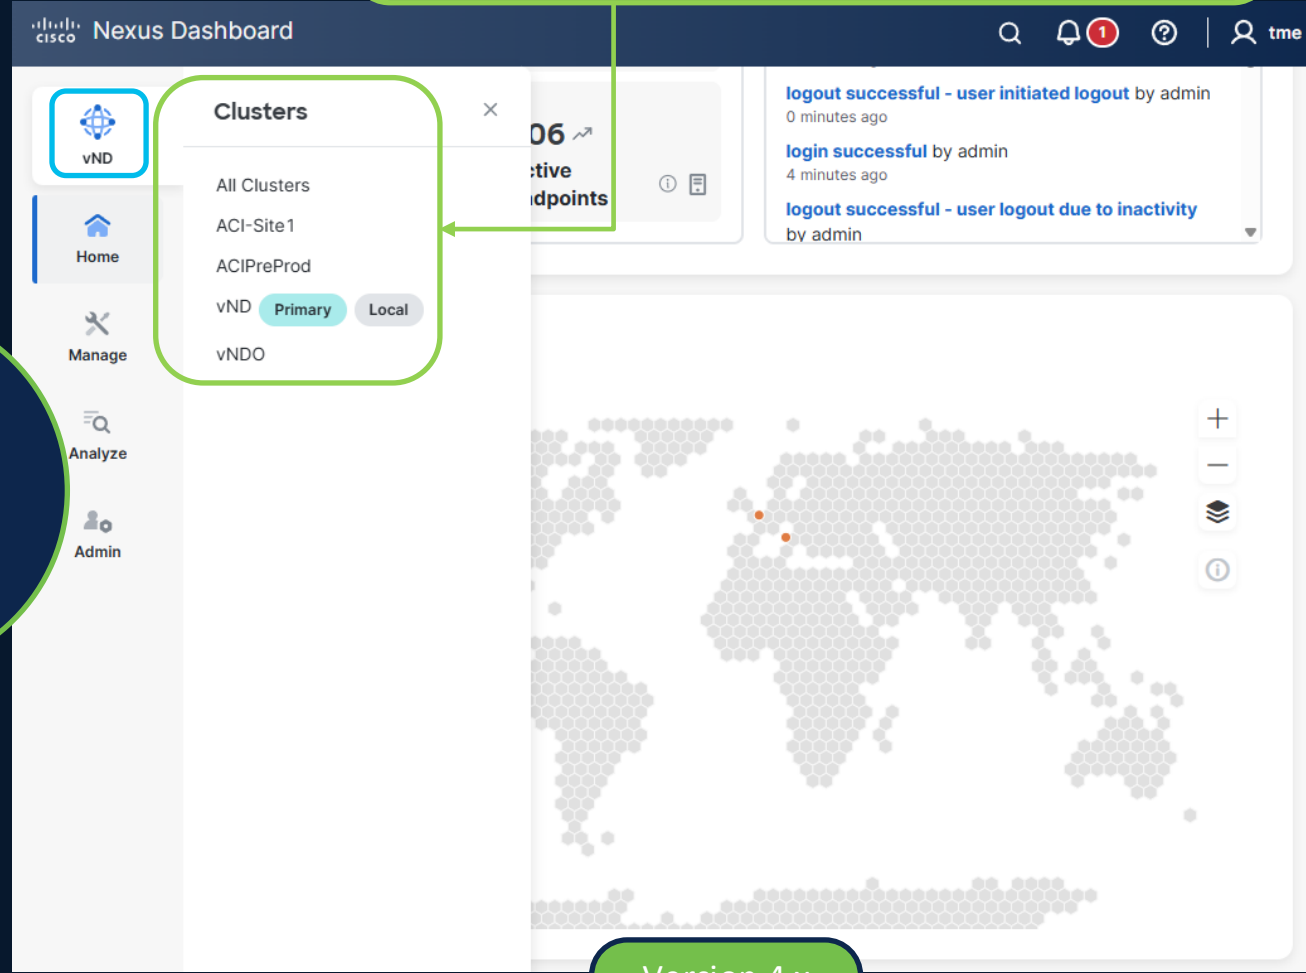 cisco Nexus Dashboard
1
tme
vND
Home
Manage
Analyze
Admin
Clusters
All Clusters
ACI-Site1
ACIPreProd
vND Primary Local
vNDO
06
logout successful - user initiated logout by admin
0 minutes ago
login successful by admin
4 minutes ago
logout successful - user logout due to inactivity
by admin